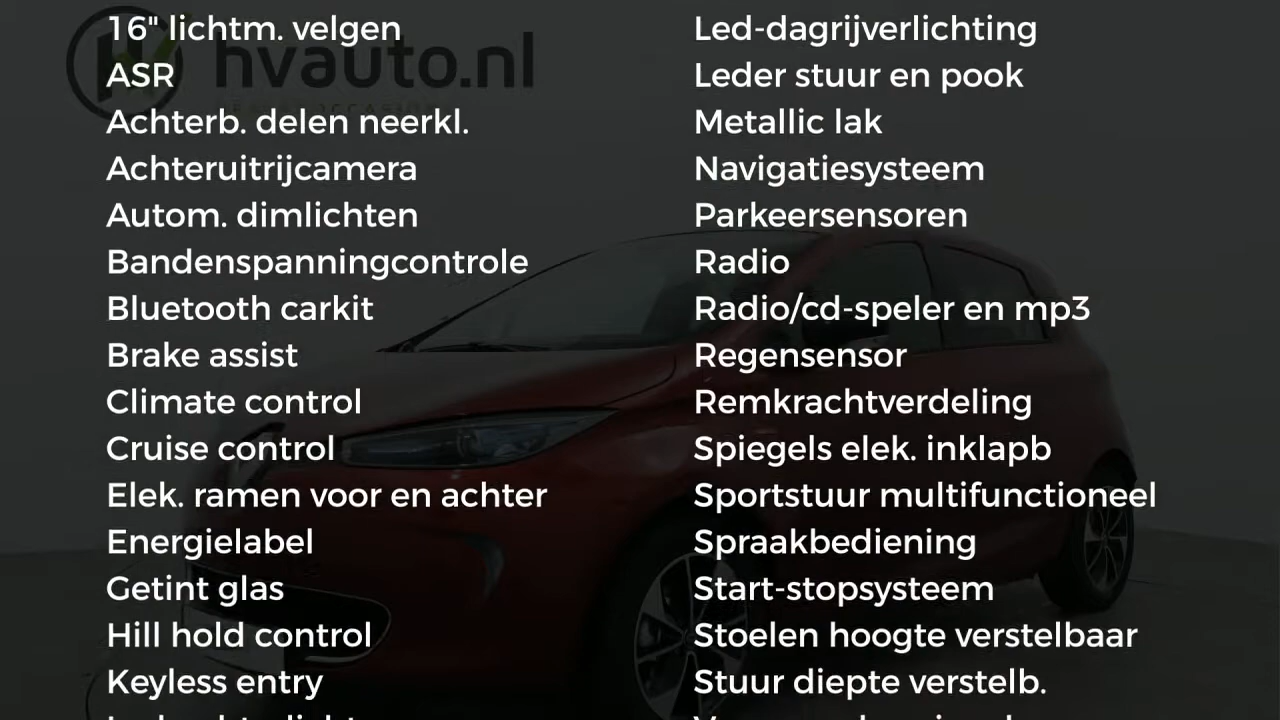 hvauto.nl
16" lichtm. velgen
ASR
Achterb. delen neerkl.
Achteruitrijcamera
Autom. dimlichten
Bandenspanningcontrole
Bluetooth carkit
Brake assist
Climate control
Cruise control
Elek. ramen voor en achter
Energielabel
Getint glas
Hill hold control
Keyless entry
Led-dagrijverlichting
Leder stuur en pook
Metallic lak
Navigatiesysteem
Parkeersensoren
Radio
Radio/cd-speler en mp3
Regensensor
Remkrachtverdeling
Spiegels elek. inklapb
Sportstuur multifunctioneel
Spraakbediening
Start-stopsysteem
Stoelen hoogte verstelbaar
Stuur diepte verstelb.